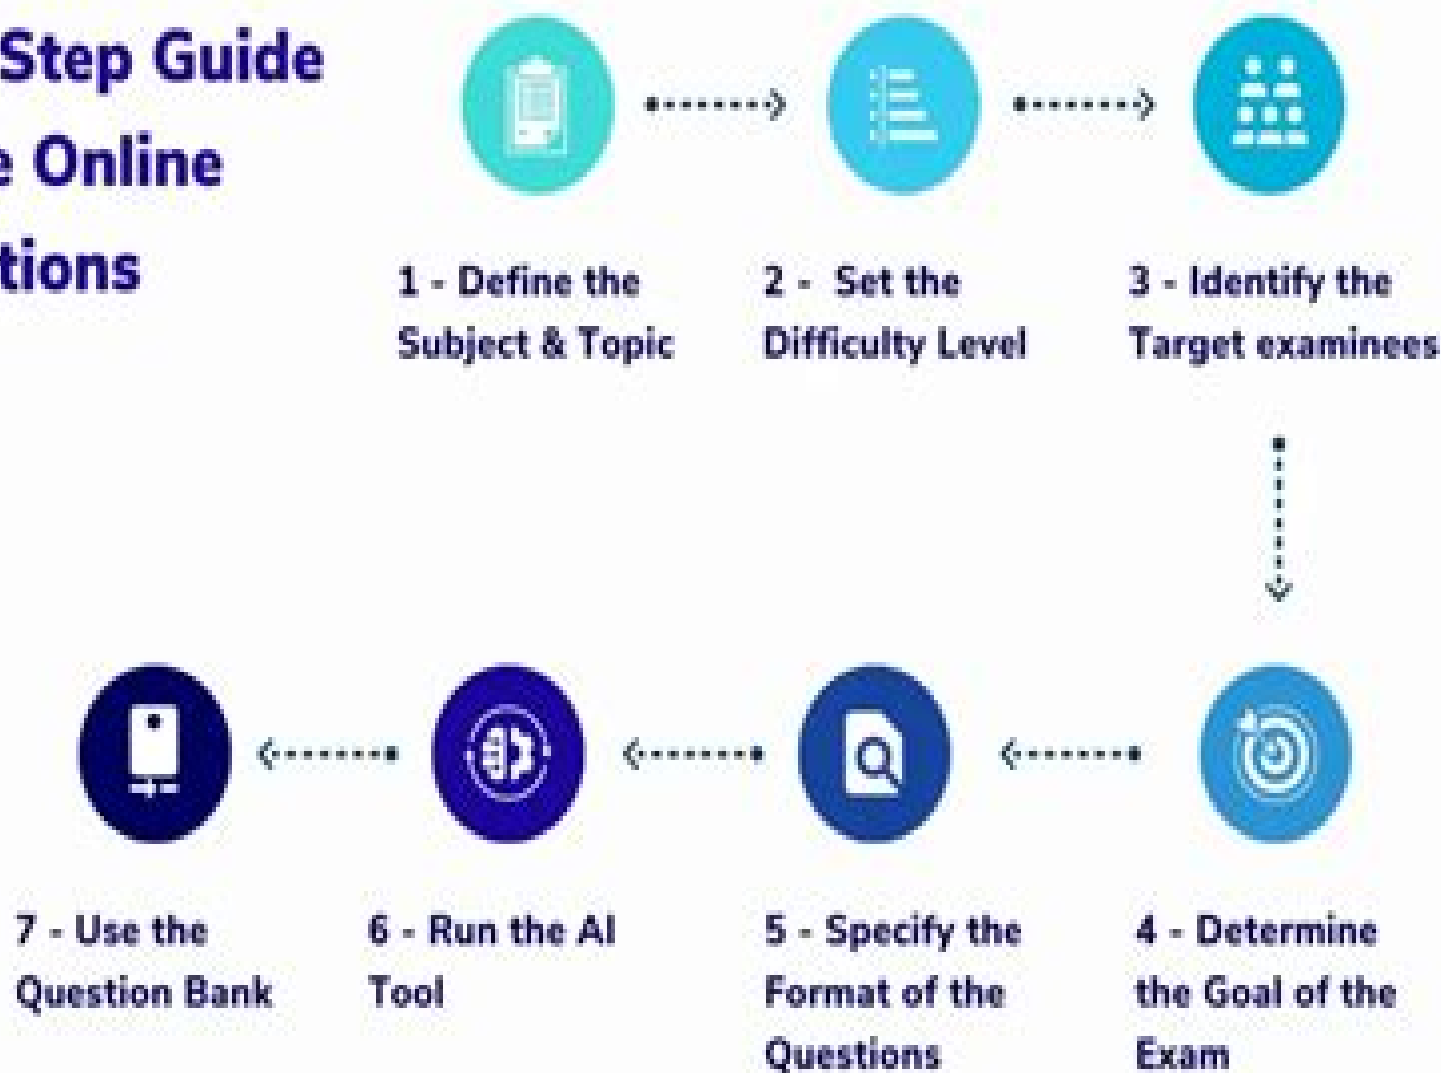 Step Guide
e Online
tions
1 - Define the
Subject & Topic
2 - Set the
Difficulty Level
3 - Identify the
Target examinees
4 - Determine
the Goal of the
Exam
5 - Specify the
Format of the
Questions
6 - Run the AI
Tool
7 - Use the
Question Bank